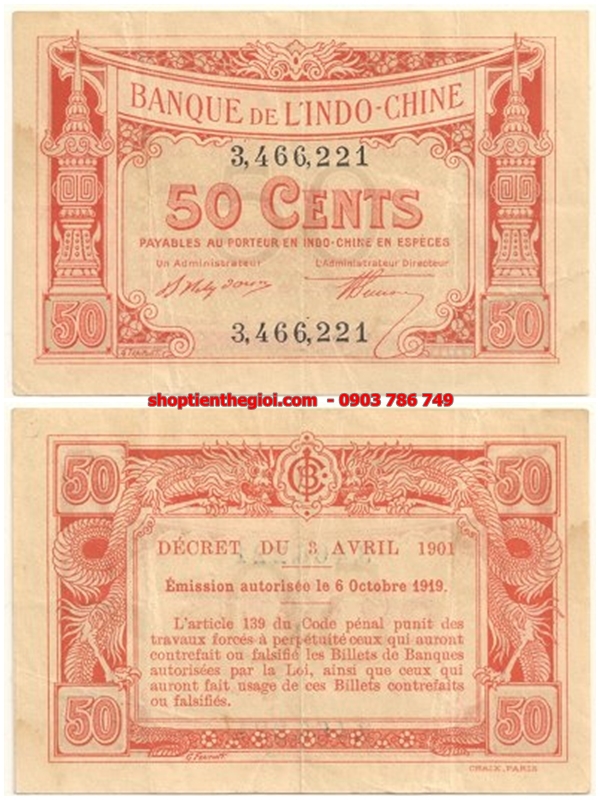 BANQUE DE L'INDO-CHINE
3,466,221
50 CENTS
PAYABLES AU PORTEUR EN INDO-CHINE EN ESPÈCES
Un Administrateur L'Administrateur Directeur
3,466,221
50 50
shoptienthegioi.com - 0903 786 749
50 50
DÉCRET DU 3 AVRIL 1901
Émission autorisée le 6 Octobre 1919.
L'article 139 du Code pénal punit des
travaux forcés à perpétuité ceux qui auront
contrefait ou falsifié les Billets de Banques
autorisées par la Loi, ainsi que ceux qui
auront fait usage de ces Billets contrefaits
ou falsifiés.
50 50
CHAIX, PARIS